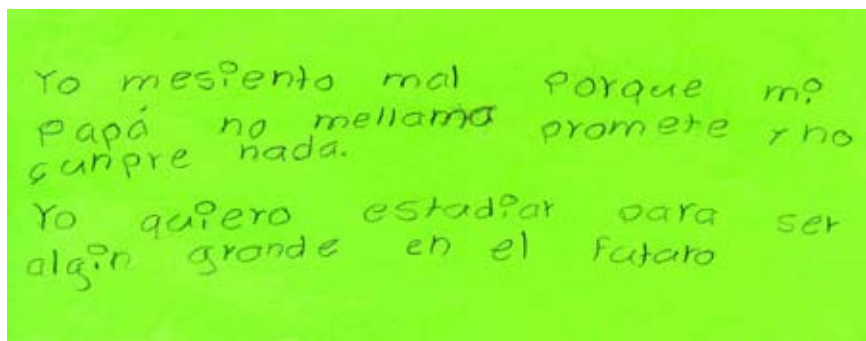 Yo mesiento mal Porque mi
Papá no mellama promete y no
cunpre nada.
Yo quiero estudiar para ser
algin grande en el futuro